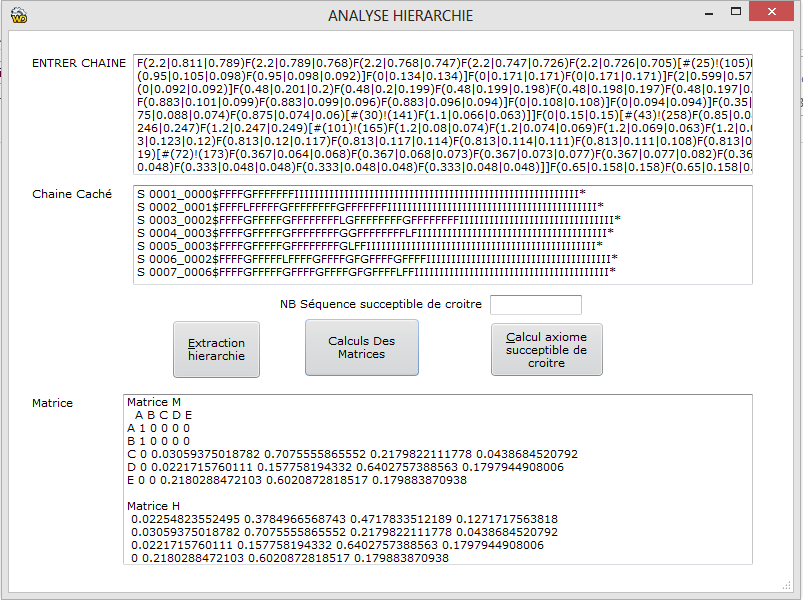 ANALYSE HIERARCHIE
ENTRER CHAINE
F(2.2|0.811|0.789)F(2.2|0.789|0.768)F(2.2|0.768|0.747)F(2.2|0.747|0.726)F(2.2|0.726|0.705)[#(25)!(105)
(0.95|0.105|0.098)F(0.95|0.098|0.092)]F(0|0.134|0.134)]F(0|0.171|0.171)F(0|0.171|0.171)]F(2|0.599|0.57
(0|0.092|0.092)]F(0.48|0.201|0.2)F(0.48|0.2|0.199)F(0.48|0.199|0.198)F(0.48|0.198|0.197)F(0.48|0.197|0.
F(0.883|0.101|0.099)F(0.883|0.099|0.096)F(0.883|0.096|0.094)]F(0|0.108|0.108)]F(0|0.094|0.094)]F(0.35|
75|0.088|0.074)F(0.875|0.074|0.06)[#(30)!(141)F(1.1|0.066|0.063)]]F(0|0.15|0.15)[#(43)!(258)F(0.85|0.0
246|0.247)F(1.2|0.247|0.249)[#(101)!(165)F(1.2|0.08|0.074)F(1.2|0.074|0.069)F(1.2|0.069|0.063)F(1.2|0.
3|0.123|0.12)F(0.813|0.12|0.117)F(0.813|0.117|0.114)F(0.813|0.114|0.111)F(0.813|0.111|0.108)F(0.813|0
19)[#(72)!(173)F(0.367|0.064|0.068)F(0.367|0.068|0.073)F(0.367|0.073|0.077)F(0.367|0.077|0.082)F(0.36
0.048)F(0.333|0.048|0.048)F(0.333|0.048|0.048)F(0.333|0.048|0.048)]]F(0.65|0.158|0.158)F(0.65|0.158|0.
Chaine Caché
S 0001_0000$FFFFGFFFFFFF
S 0002_0001$FFFFLFFFFGFFFFFFFFGFFFFFFF
S 0003_0002$FFFFGFFFFFGFFFFFFFFLGFFFFFFFFGFFFFFFFF
S 0004_0003$FFFFGFFFFFGFFFFFFFFGGFFFFFFFFLF
S 0005_0003$FFFFGFFFFFGFFFFFFFFGLFF
S 0006_0002$FFFFGFFFFFLFFFFGFFFFGFGFFFFGFFFF
S 0007_0006$FFFFGFFFFFGFFFFGFFFFGFGFFFFLFF
NB Séquence succeptible de croitre
Extraction hierarchie
Calculs Des Matrices
Calcul axiome succeptible de croitre
Matrice
Matrice M
A B C D E
A 1 0 0 0 0
B 1 0 0 0 0
C 0 0.03059375018782 0.7075555865552 0.2179822111778 0.0438684520792
D 0 0.0221715760111 0.157758194332 0.6402757388563 0.1797944908006
E 0 0 0.2180288472103 0.6020872818517 0.179883870938
Matrice H
0.02254823552495 0.3784966568743 0.4717833512189 0.1271717563818
0.03059375018782 0.7075555865552 0.2179822111778 0.0438684520792
0.0221715760111 0.157758194332 0.6402757388563 0.1797944908006
0 0.2180288472103 0.6020872818517 0.179883870938